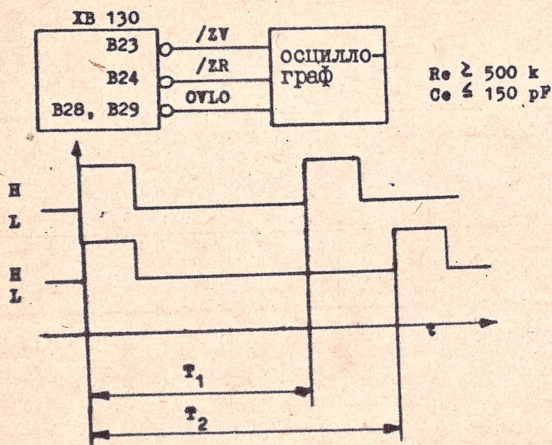 XB 130
B23
/ZV
B24
/ZR
B28, B29
OVLO
осцилло-
граф
Re ≥ 500 k
Ce ≤ 150 pF
H
L
H
L
t
T1
T2